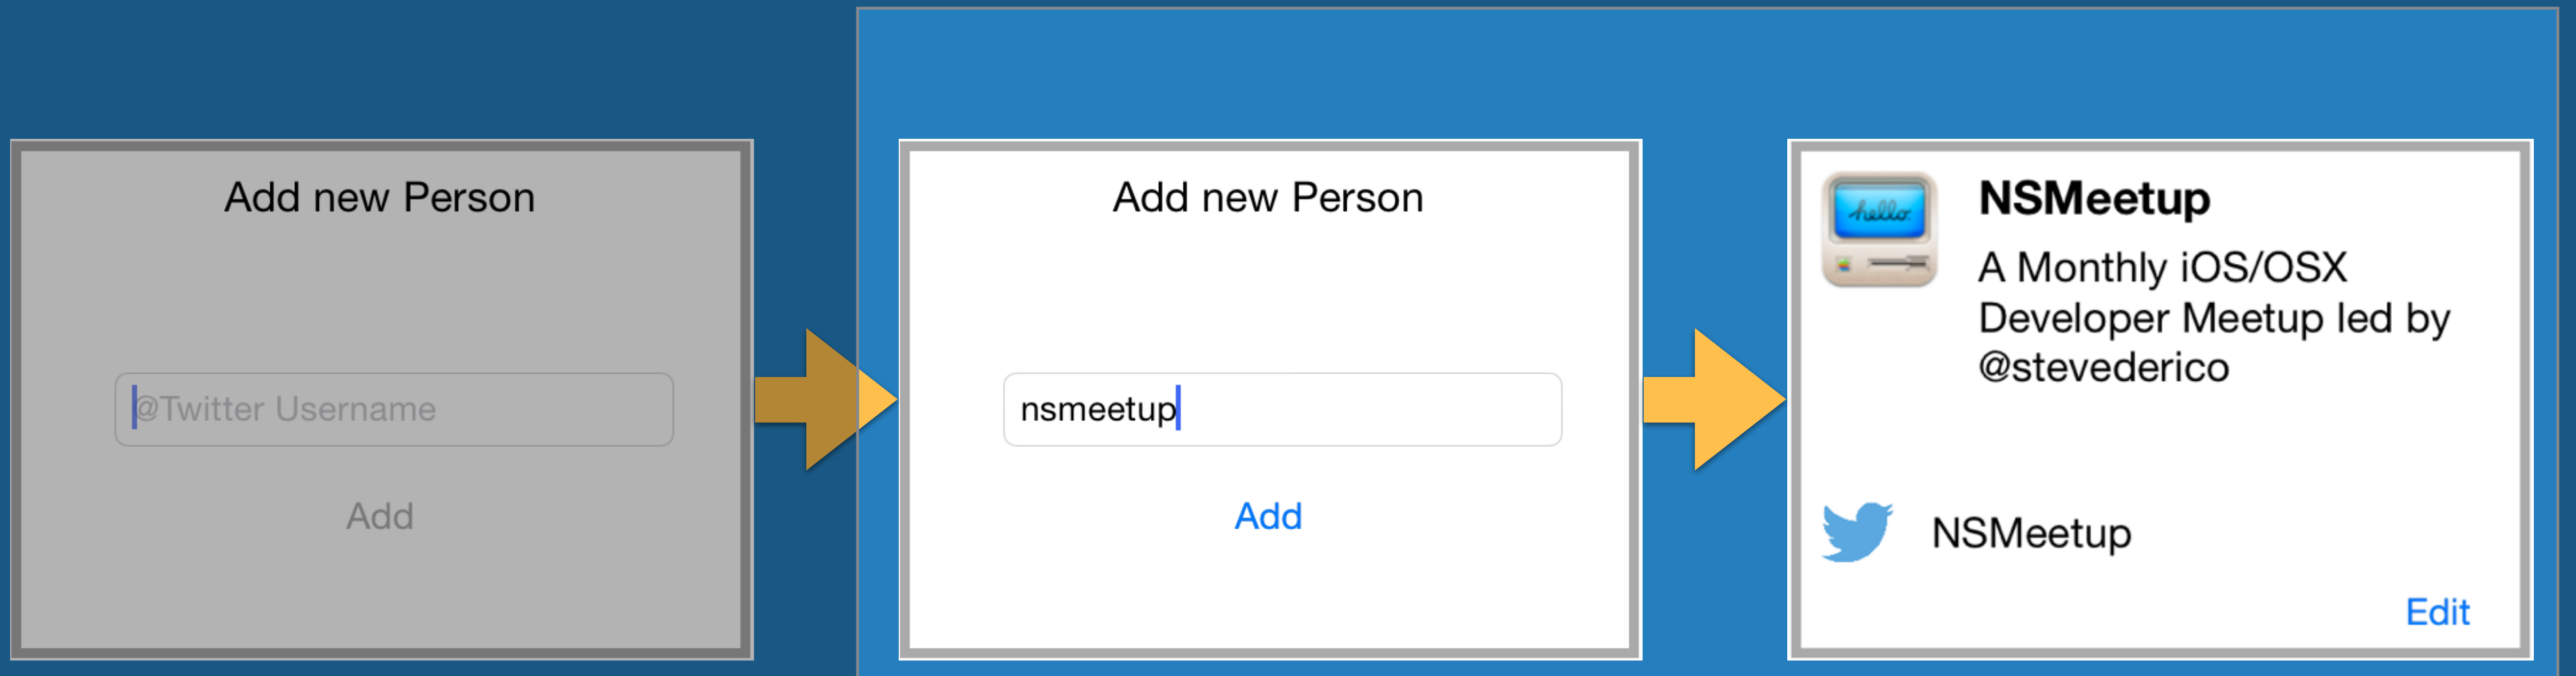 Add new Person
@Twitter Username
Add
Add new Person
nsmeetup
Add
hello.
NSMeetup
A Monthly iOS/OSX
Developer Meetup led by
@stevederico
NSMeetup
Edit